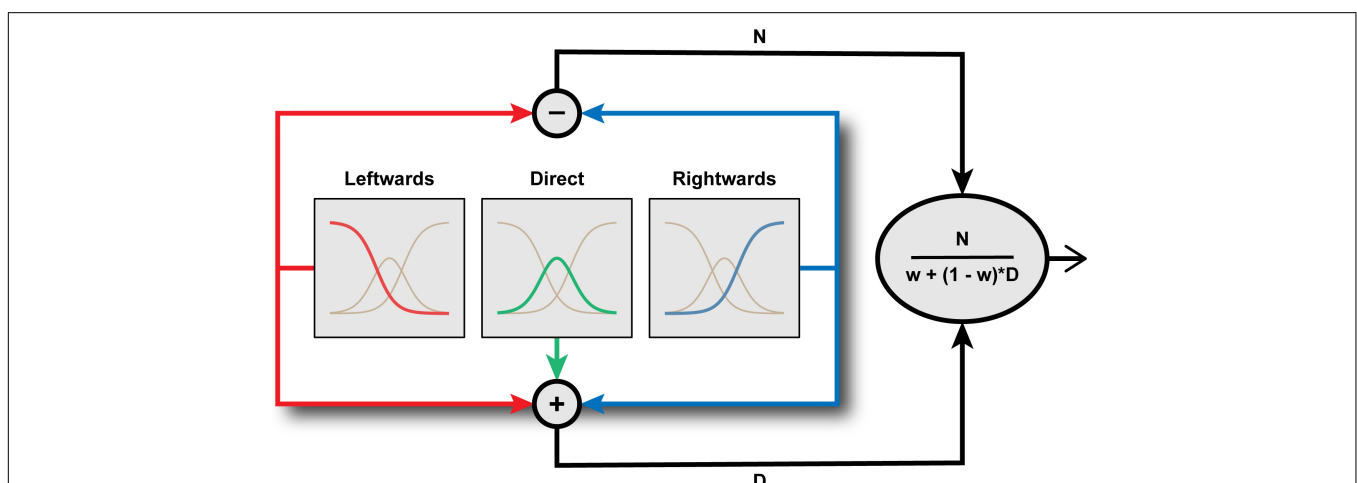 N
−
Leftwards
Direct
Rightwards
N
w + (1 - w)*D
+
D